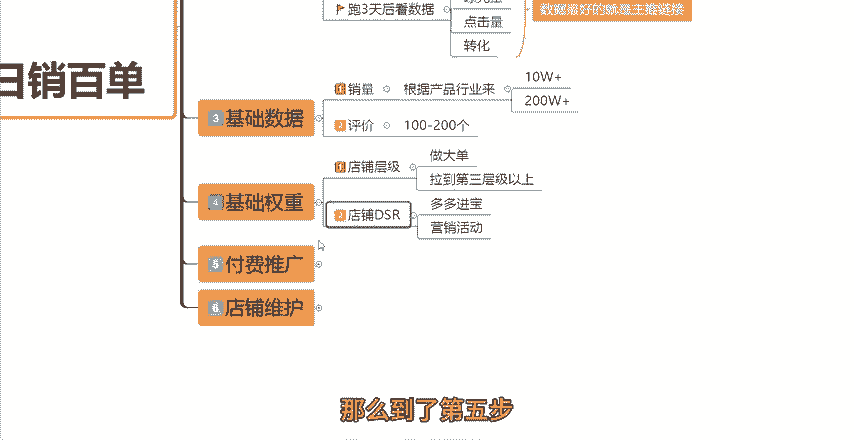 跑3天后看数据
点击量
转化
数据最好的就是主推链接
日销百单
3 基础数据
1 销量
根据产品行业来
10W+
200W+
2 评价
100-200个
4 基础权重
1 店铺层级
做大单
拉到第三层级以上
2 店铺DSR
多多进宝
营销活动
5 付费推广
6 店铺维护
那么到了第五步